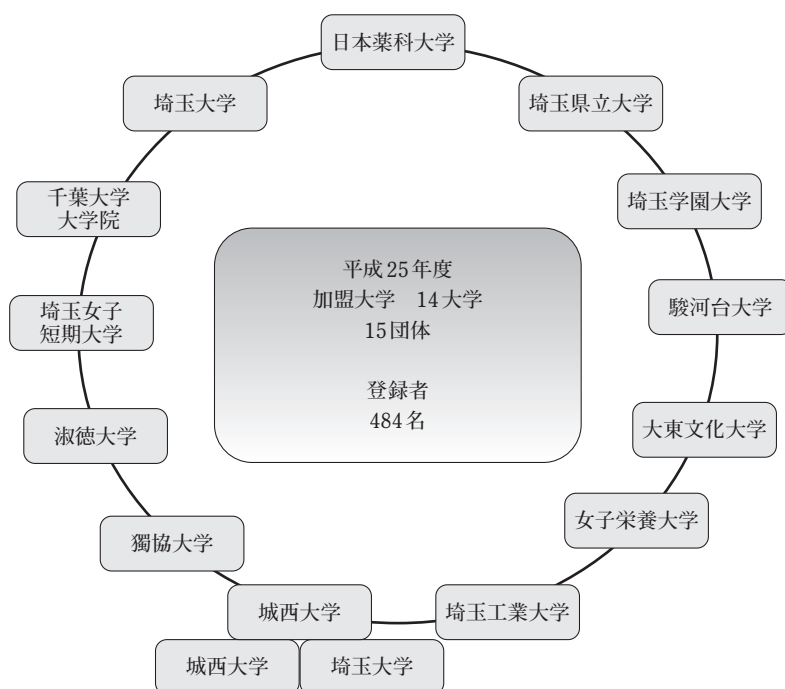 日本薬科大学
埼玉大学
埼玉県立大学
千葉大学
大学院
埼玉学園大学
平成25年度
加盟大学　14大学
15団体
登録者
484名
埼玉女子
短期大学
駿河台大学
淑徳大学
大東文化大学
獨協大学
女子栄養大学
城西大学
埼玉工業大学
城西大学
埼玉大学